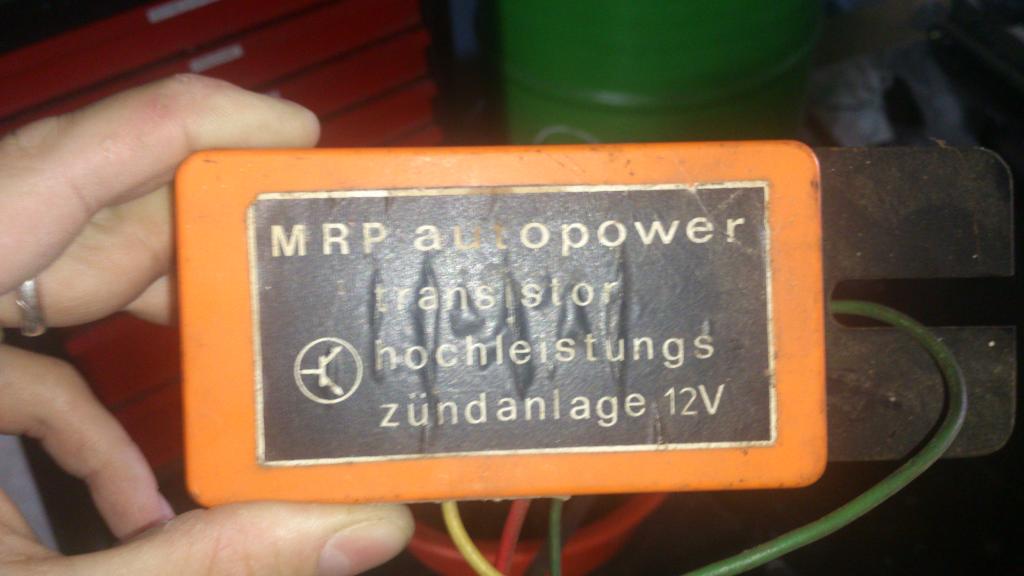 MRP autopower
transistor
hochleistungs
zündanlage 12V